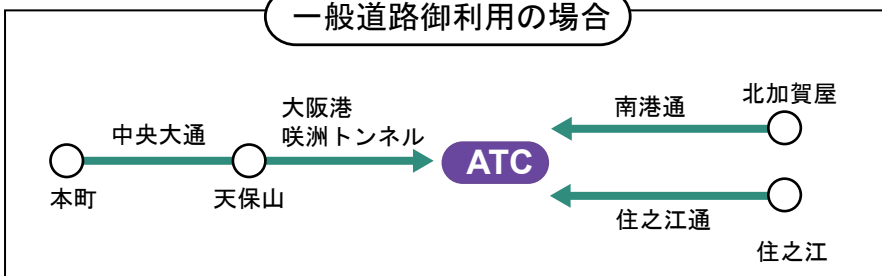 一般道路御利用の場合
大阪港
咲洲トンネル
中央大通
本町
天保山
ATC
南港通
北加賀屋
住之江通
住之江